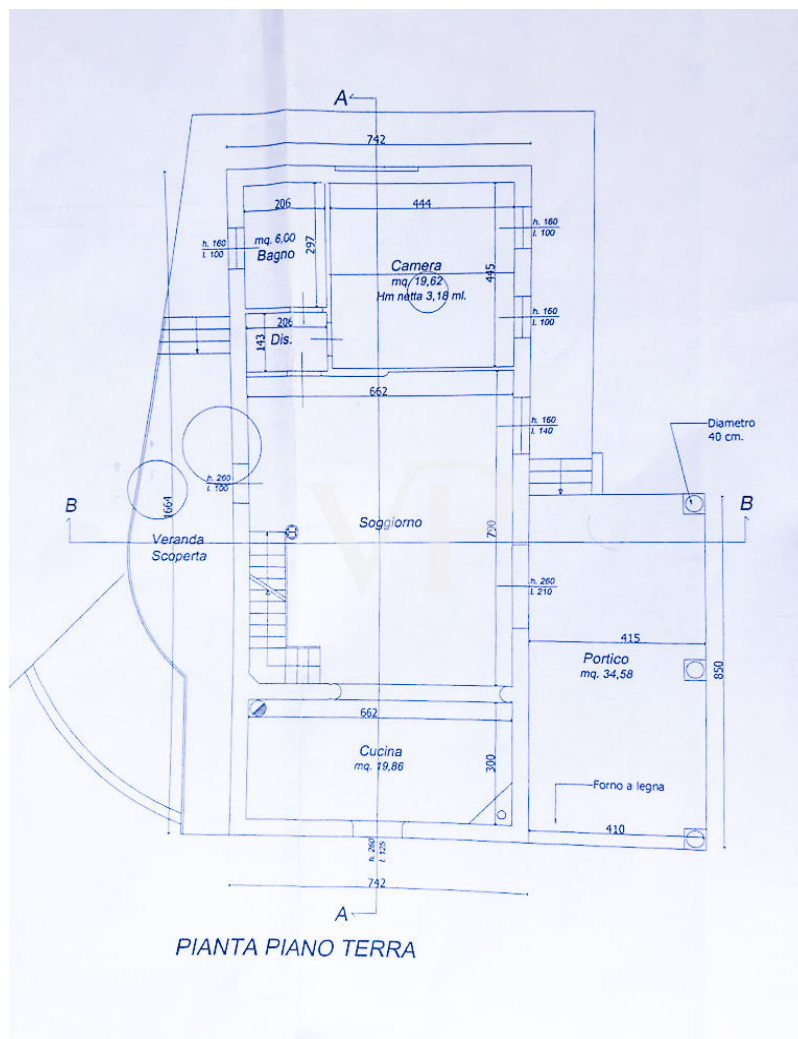 A
742
206
444
h. 160
l. 100
h. 160
l. 100
mq. 6,00
Bagno
297
Camera
mq. 19,62
Hm netta 3,18 ml.
445
h. 160
l. 100
206
143
Dis.
662
h. 160
l. 140
Diametro
40 cm.
h. 260
l. 100
1664
B
B
Veranda
Scoperta
Soggiorno
790
VT
h. 260
l. 210
415
Portico
mq. 34,58
850
662
Cucina
mq. 19,86
300
Forno a legna
410
h. 260
l. 125
742
A
PIANTA PIANO TERRA